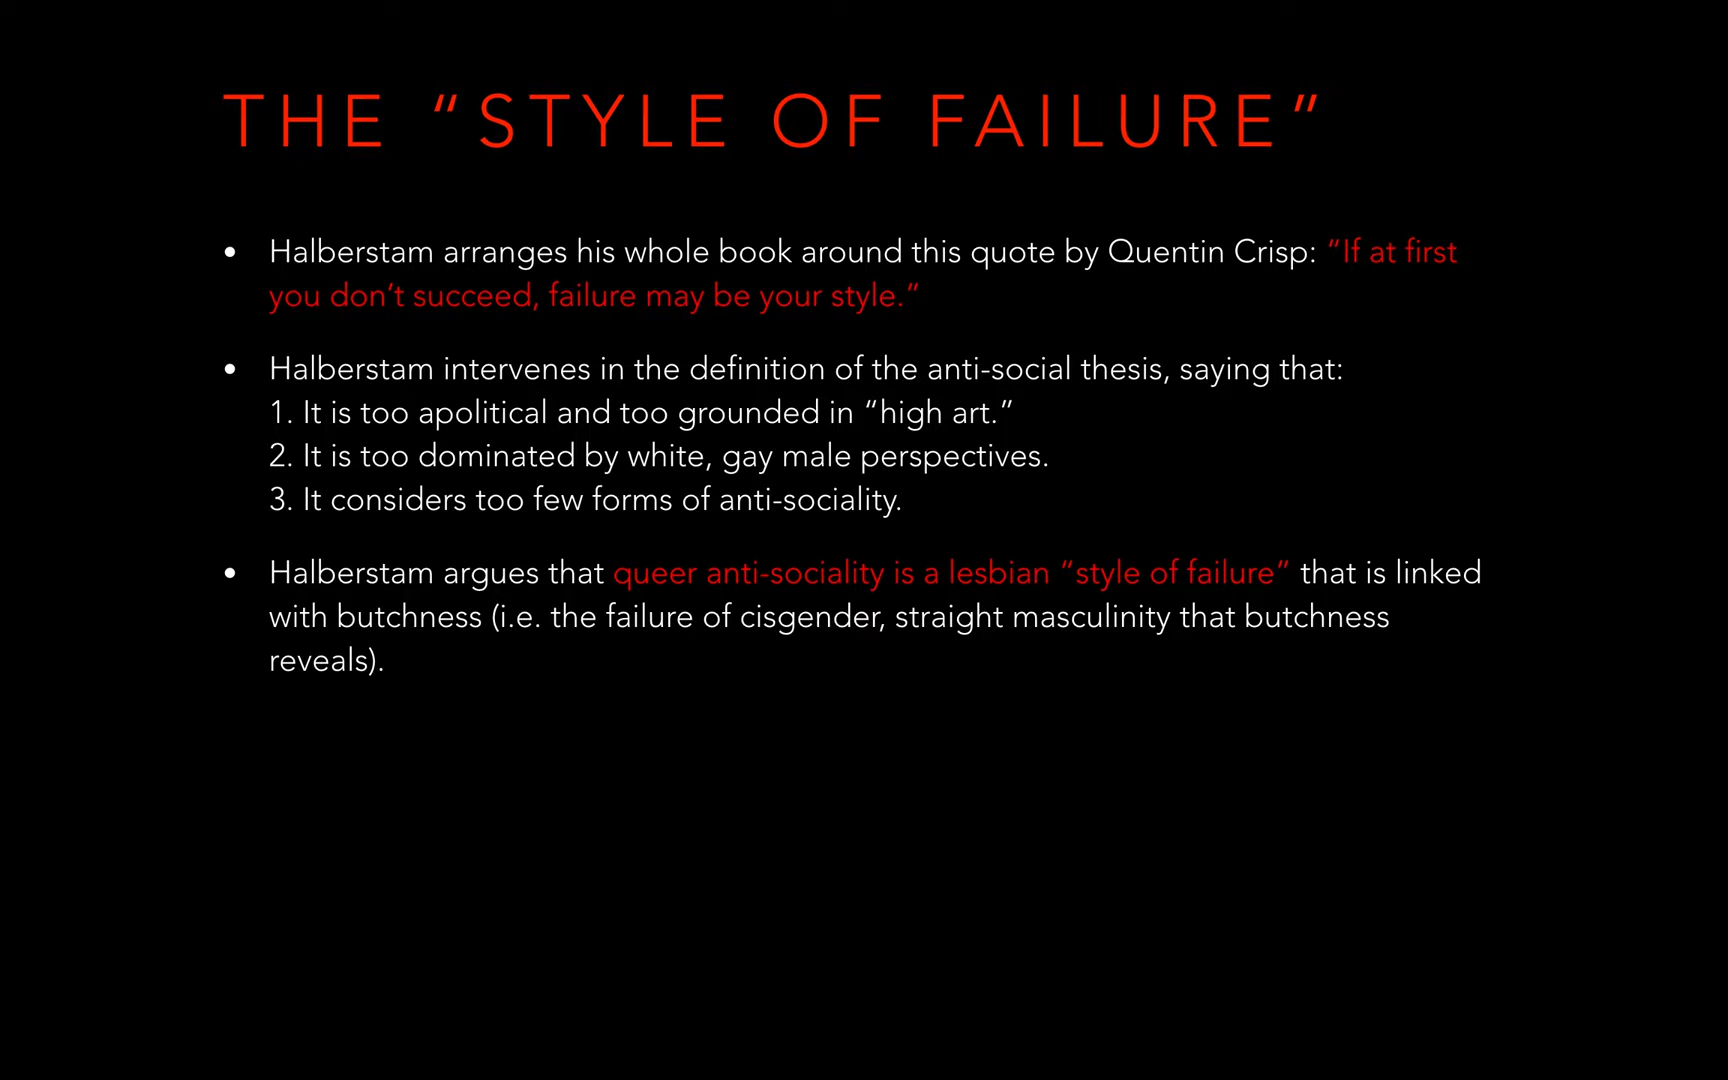 THE “STYLE OF FAILURE”
• Halberstam arranges his whole book around this quote by Quentin Crisp: “If at first
you don’t succeed, failure may be your style.“
• Halberstam intervenes in the definition of the anti-social thesis, saying that:
1. It is too apolitical and too grounded in “high art.”
2. It is too dominated by white, gay male perspectives.
3. It considers too few forms of anti-sociality.
• Halberstam argues that queer anti-sociality is a lesbian “style of failure” that is linked
with butchness (i.e. the failure of cisgender, straight masculinity that butchness
reveals).